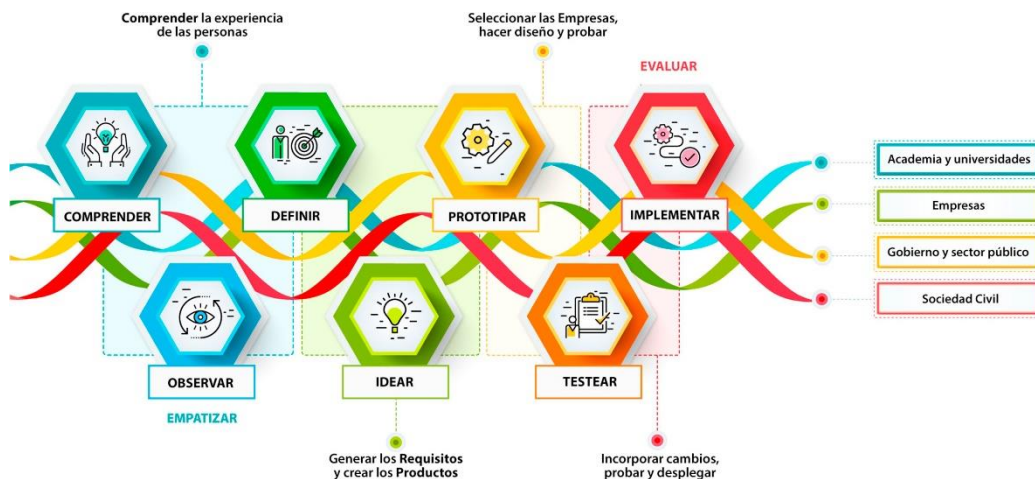 Comprender la experiencia
de las personas
Seleccionar las Empresas,
hacer diseño y probar
EVALUAR
COMPRENDER
DEFINIR
PROTOTIPAR
IMPLEMENTAR
Academia y universidades
Empresas
Gobierno y sector público
Sociedad Civil
OBSERVAR
IDEAR
TESTEAR
EMPATIZAR
Generar los Requisitos
y crear los Productos
Incorporar cambios,
probar y desplegar